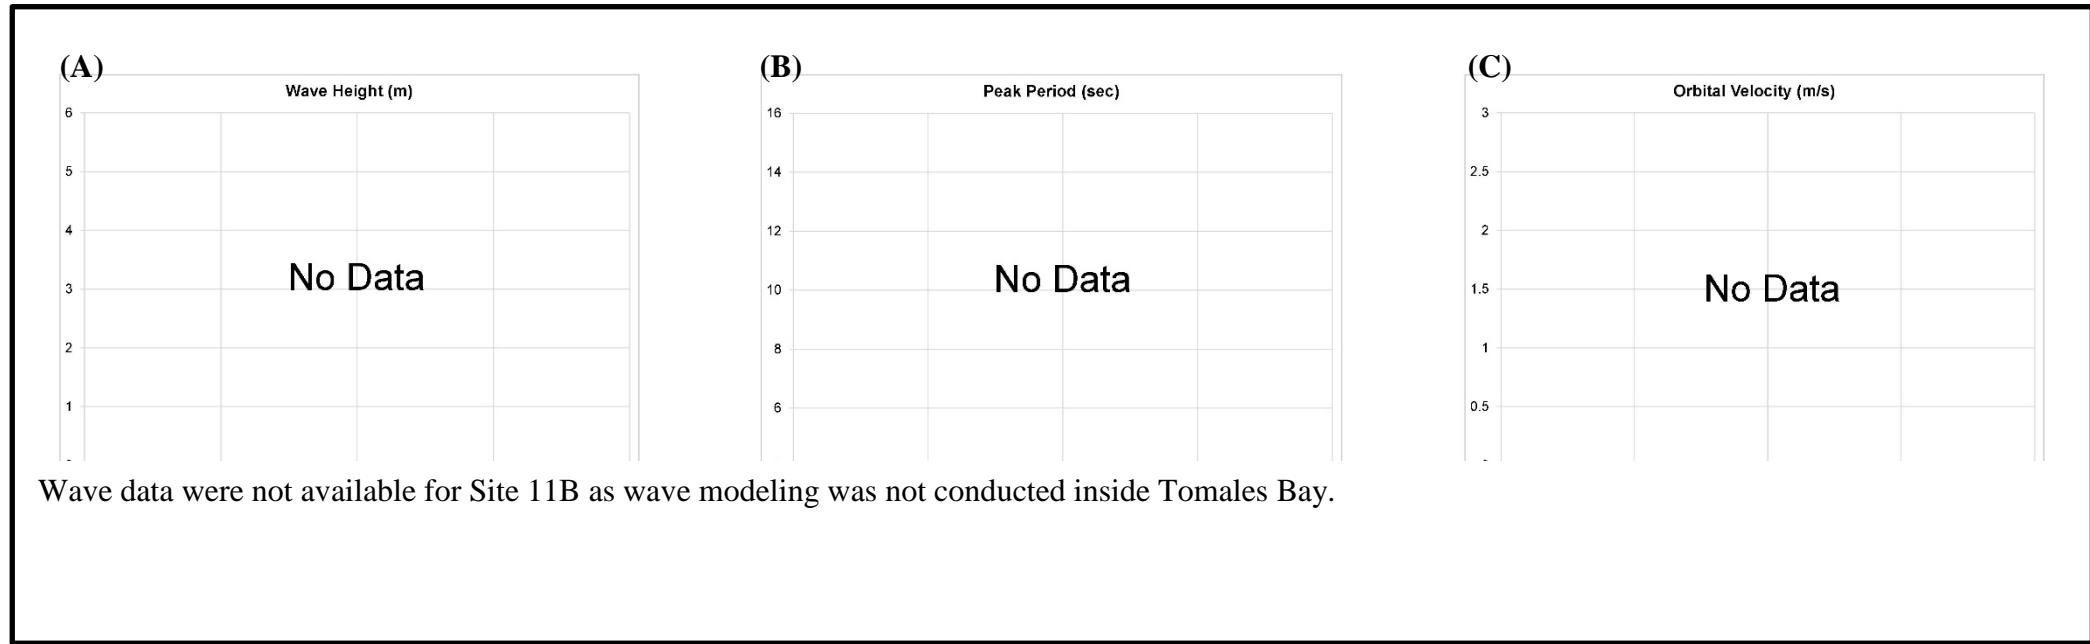 (A)
Wave Height (m)
6
5
4
3
2
1
No Data
(B)
Peak Period (sec)
16
14
12
10
8
6
No Data
(C)
Orbital Velocity (m/s)
3
2.5
2
1.5
1
0.5
No Data
Wave data were not available for Site 11B as wave modeling was not conducted inside Tomales Bay.